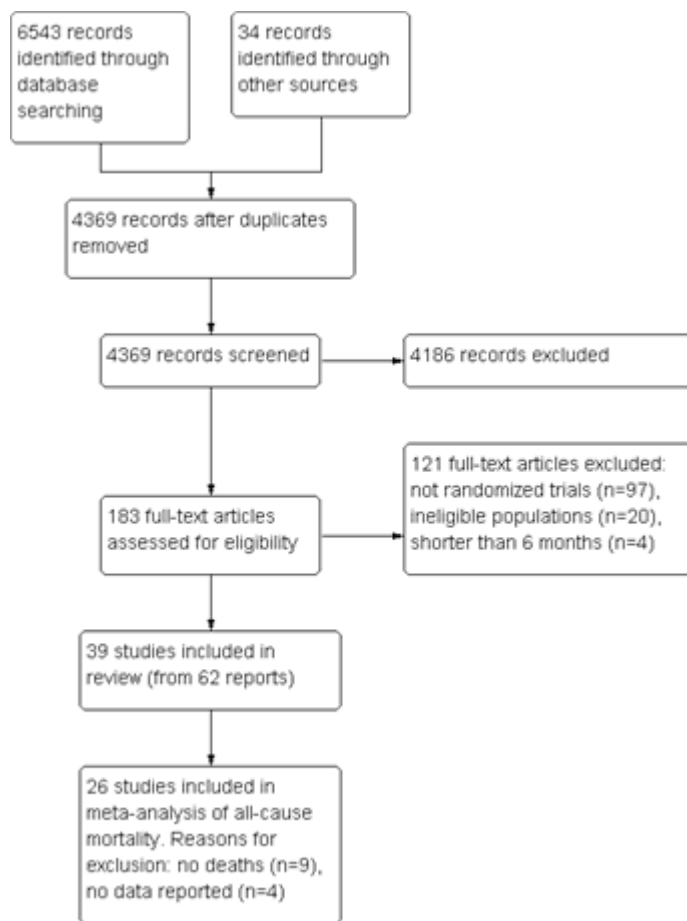 6543 records
identified through
database
searching
34 records
identified through
other sources
4369 records after duplicates
removed
4369 records screened
4186 records excluded
121 full-text articles excluded:
not randomized trials (n=97),
ineligible populations (n=20),
shorter than 6 months (n=4)
183 full-text articles
assessed for eligibility
39 studies included in
review (from 62 reports)
26 studies included in
meta-analysis of all-cause
mortality. Reasons for
exclusion: no deaths (n=9),
no data reported (n=4)